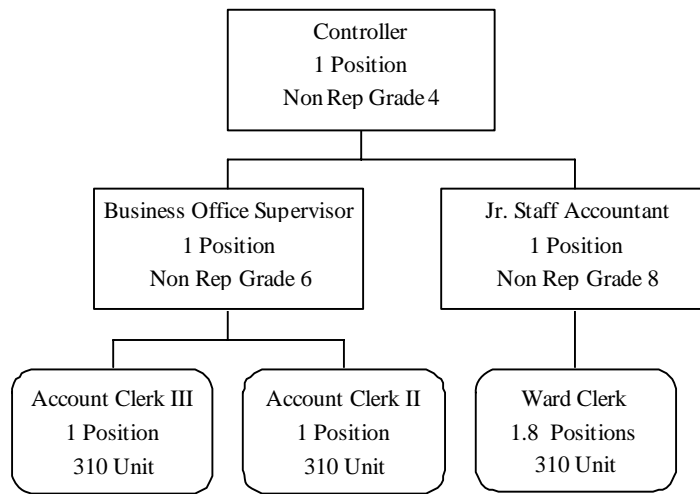 Controller
1 Position
Non Rep Grade 4
Business Office Supervisor
1 Position
Non Rep Grade 6
Jr. Staff Accountant
1 Position
Non Rep Grade 8
Account Clerk III
1 Position
310 Unit
Account Clerk II
1 Position
310 Unit
Ward Clerk
1.8 Positions
310 Unit